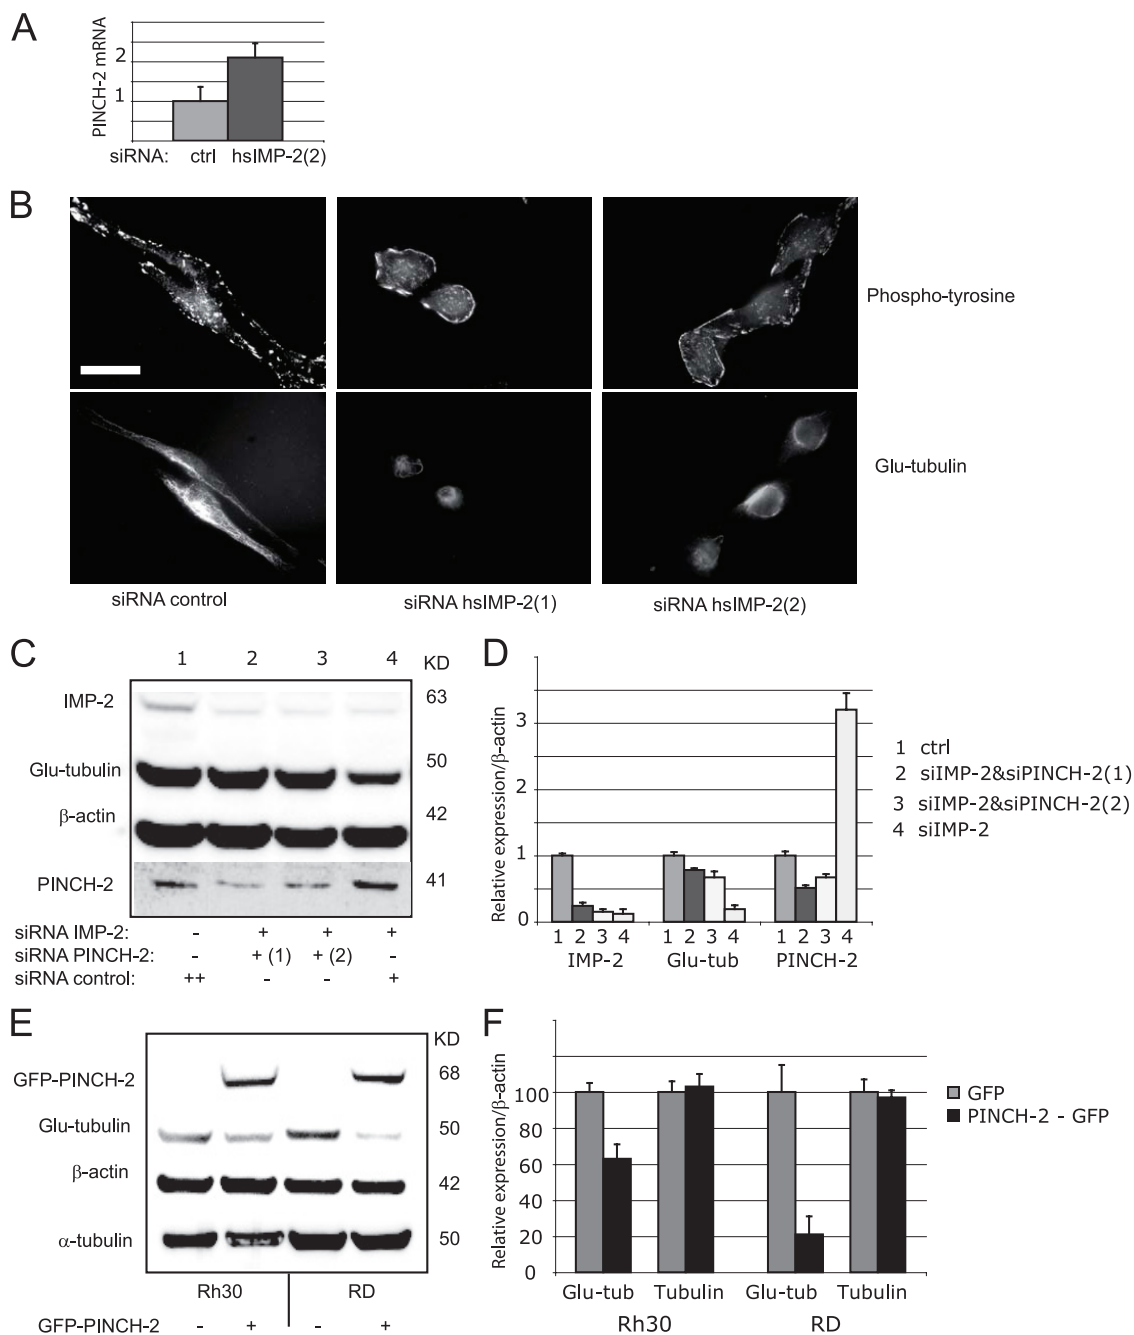 A
PINCH-2 mRNA
2
1
siRNA: ctrl hsIMP-2(2)
B
Phospho-tyrosine
Glu-tubulin
siRNA control
siRNA hsIMP-2(1)
siRNA hsIMP-2(2)
C
1 2 3 4 KD
IMP-2 63
Glu-tubulin 50
β-actin 42
PINCH-2 41
siRNA IMP-2: - + + +
siRNA PINCH-2: - + (1) + (2) -
siRNA control: ++ - - +
D
Relative expression/β-actin
3
2
1
0
1 2 3 4 1 2 3 4 1 2 3 4
IMP-2 Glu-tub PINCH-2
1 ctrl
2 siIMP-2&siPINCH-2(1)
3 siIMP-2&siPINCH-2(2)
4 siIMP-2
E
KD
GFP-PINCH-2 68
Glu-tubulin 50
β-actin 42
α-tubulin 50
Rh30 RD
GFP-PINCH-2 - + - +
F
Relative expression/β-actin
100
80
60
40
20
0
Glu-tub Tubulin Glu-tub Tubulin
Rh30 RD
GFP
PINCH-2 - GFP